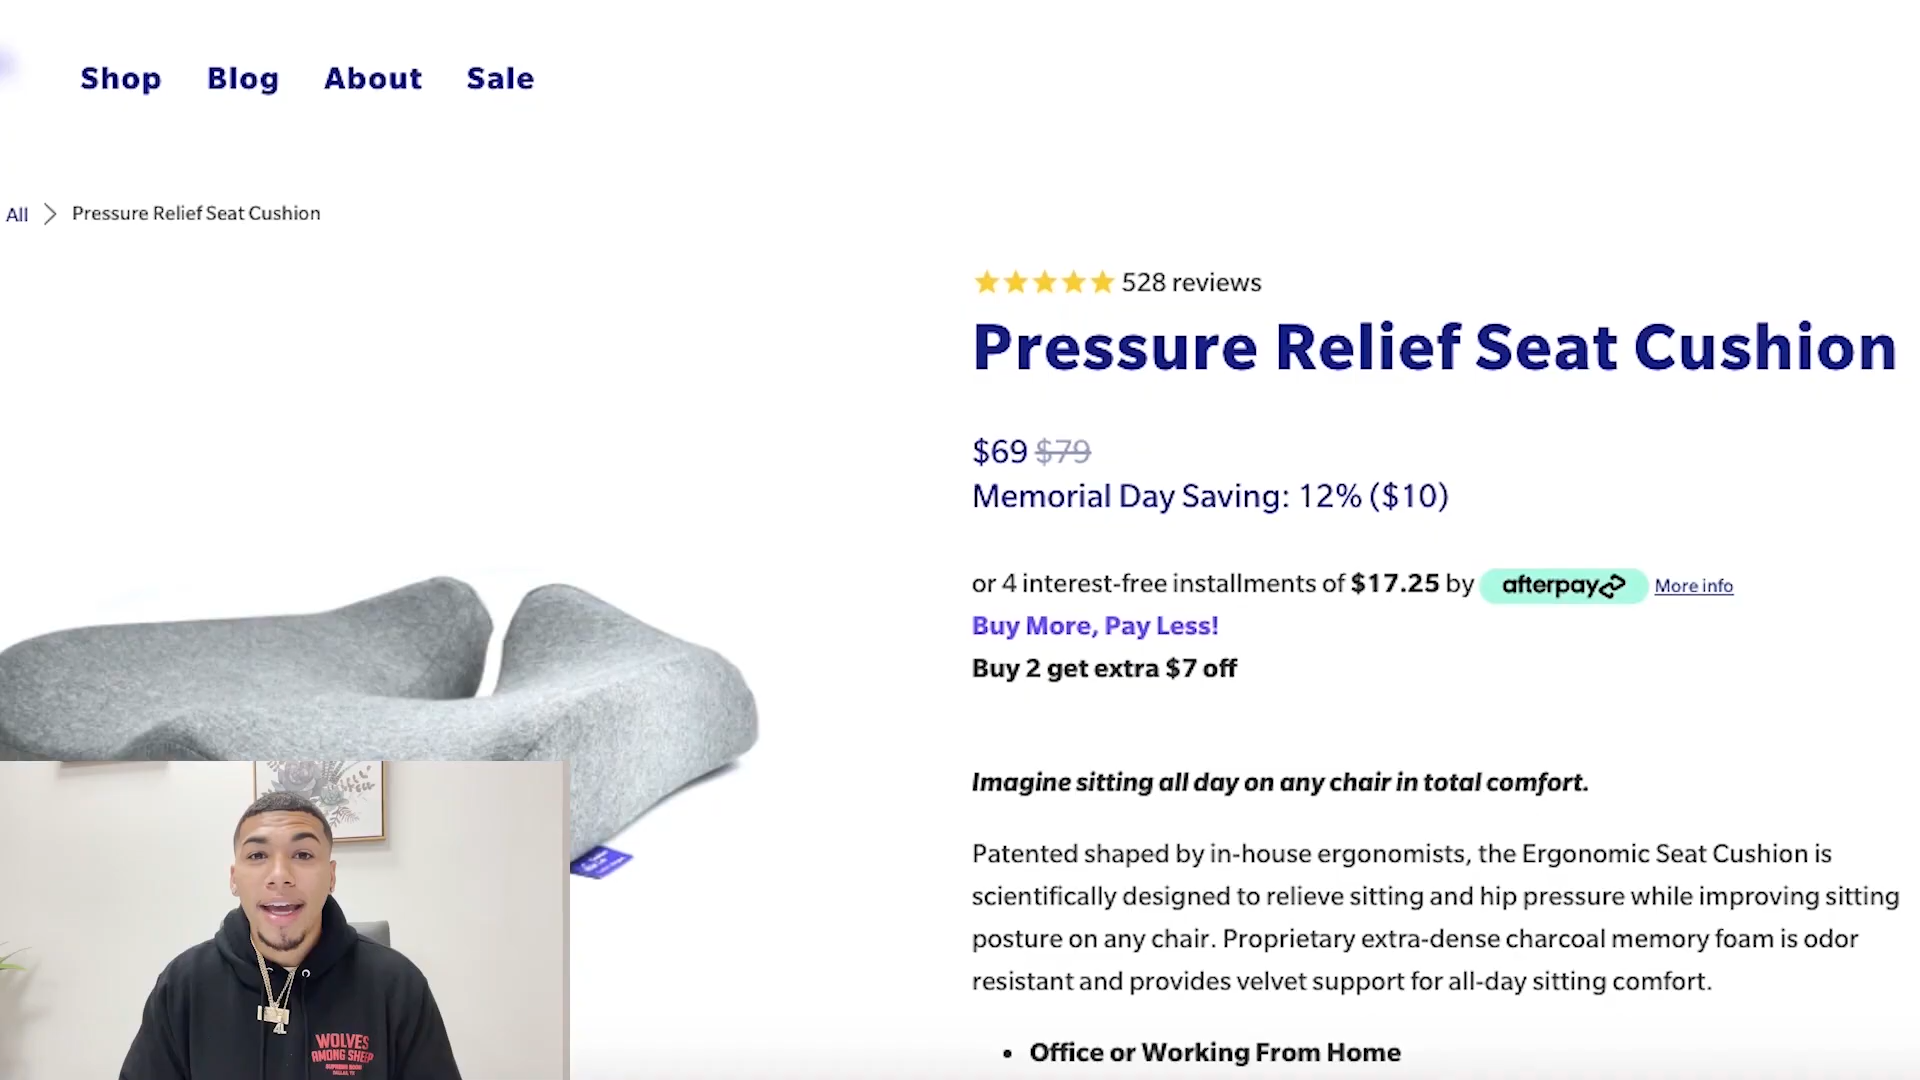 Shop Blog About Sale
All > Pressure Relief Seat Cushion
528 reviews
Pressure Relief Seat Cushion
$69 $79
Memorial Day Saving: 12% ($10)
or 4 interest-free installments of $17.25 by afterpay More info
Buy More, Pay Less!
Buy 2 get extra $7 off
Imagine sitting all day on any chair in total comfort.
Patented shaped by in-house ergonomists, the Ergonomic Seat Cushion is
scientifically designed to relieve sitting and hip pressure while improving sitting
posture on any chair. Proprietary extra-dense charcoal memory foam is odor
resistant and provides velvet support for all-day sitting comfort.
• Office or Working From Home
WOLVES
AMONG SHEEP